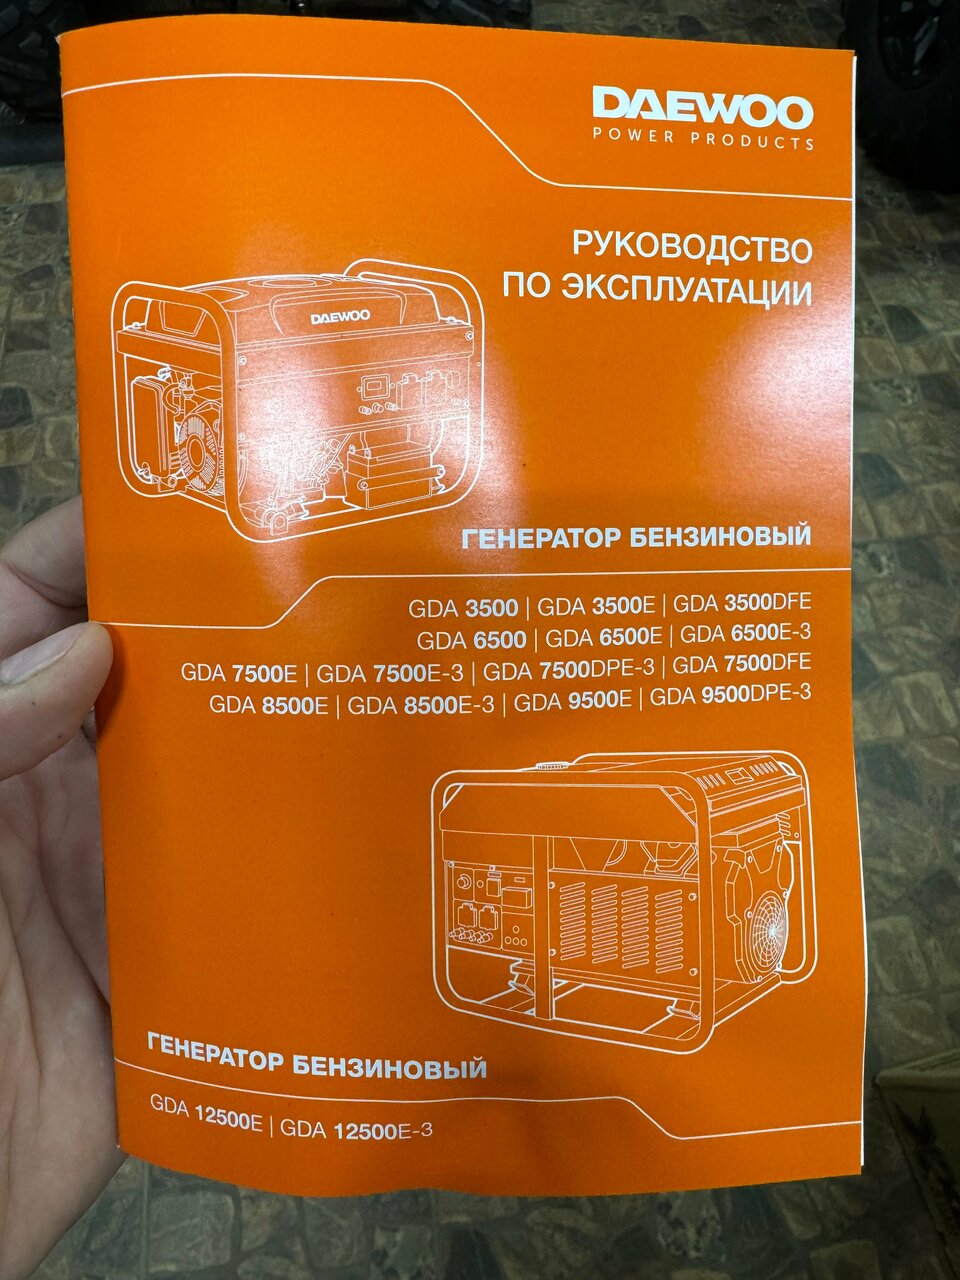 DAEWOO
POWER PRODUCTS
РУКОВОДСТВО
ПО ЭКСПЛУАТАЦИИ
DAEWOO
ГЕНЕРАТОР БЕНЗИНОВЫЙ
GDA 3500 | GDA 3500E | GDA 3500DFE
GDA 6500 | GDA 6500E | GDA 6500E-3
GDA 7500E | GDA 7500E-3 | GDA 7500DPE-3 | GDA 7500DFE
GDA 8500E | GDA 8500E-3 | GDA 9500E | GDA 9500DPE-3
ГЕНЕРАТОР БЕНЗИНОВЫЙ
GDA 12500E | GDA 12500E-3